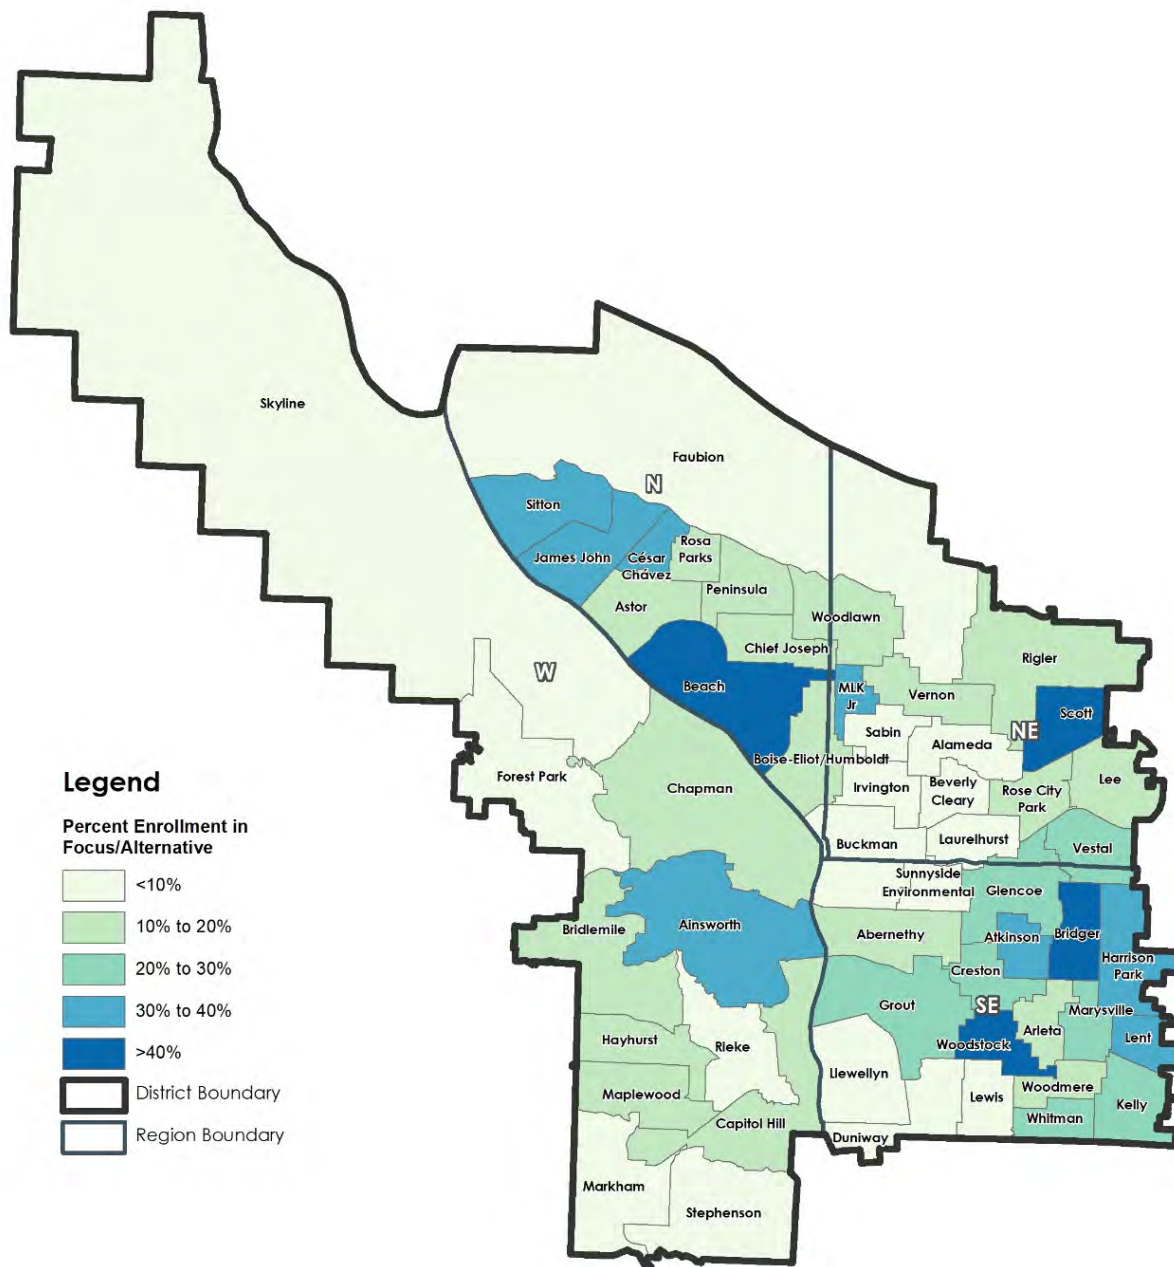 Skyline
Faubion
N
Sitton
James John
César
Chávez
Rosa
Parks
Astor
Peninsula
Woodlawn
Chief Joseph
Rigler
W
Beach
MLK
Jr
Vernon
Scott
Sabin
NE
Alameda
Boise-Eliot/Humboldt
Forest Park
Chapman
Irvington
Beverly
Cleary
Rose City
Park
Lee
Buckman
Laurelhurst
Vestal
Sunnyside
Environmental
Glencoe
Bridlemile
Ainsworth
Abernethy
Atkinson
Bridger
Harrison
Park
Creston
Grout
SE
Marysville
Arleta
Lent
Woodstock
Hayhurst
Rieke
Llewellyn
Maplewood
Lewis
Woodmere
Kelly
Capitol Hill
Whitman
Duniway
Markham
Stephenson
Legend
Percent Enrollment in
Focus/Alternative
<10%
10% to 20%
20% to 30%
30% to 40%
>40%
District Boundary
Region Boundary